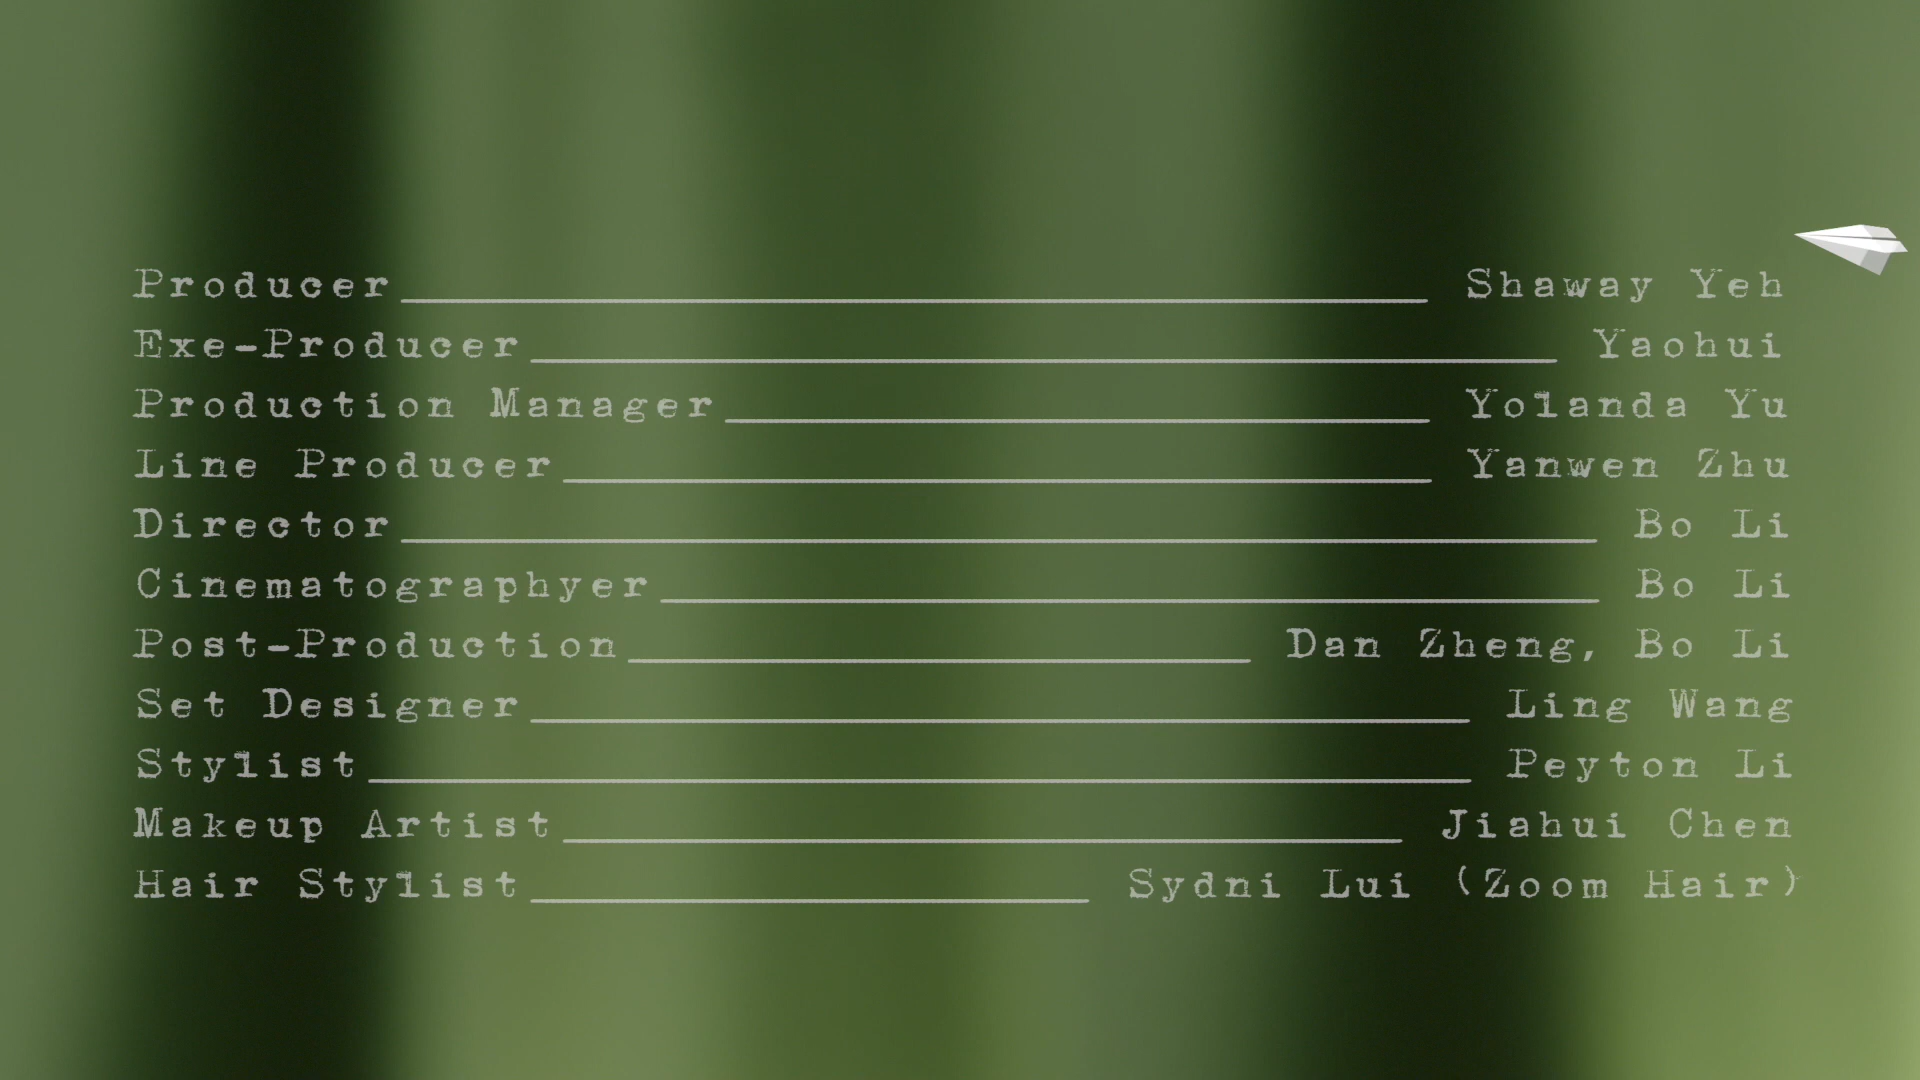 Producer Shaway Yeh
Exe-Producer Yaohui
Production Manager Yolanda Yu
Line Producer Yanwen Zhu
Director Bo Li
Cinematographyer Bo Li
Post-Production Dan Zheng, Bo Li
Set Designer Ling Wang
Stylist Peyton Li
Makeup Artist Jiahui Chen
Hair Stylist Sydni Lui (Zoom Hair)